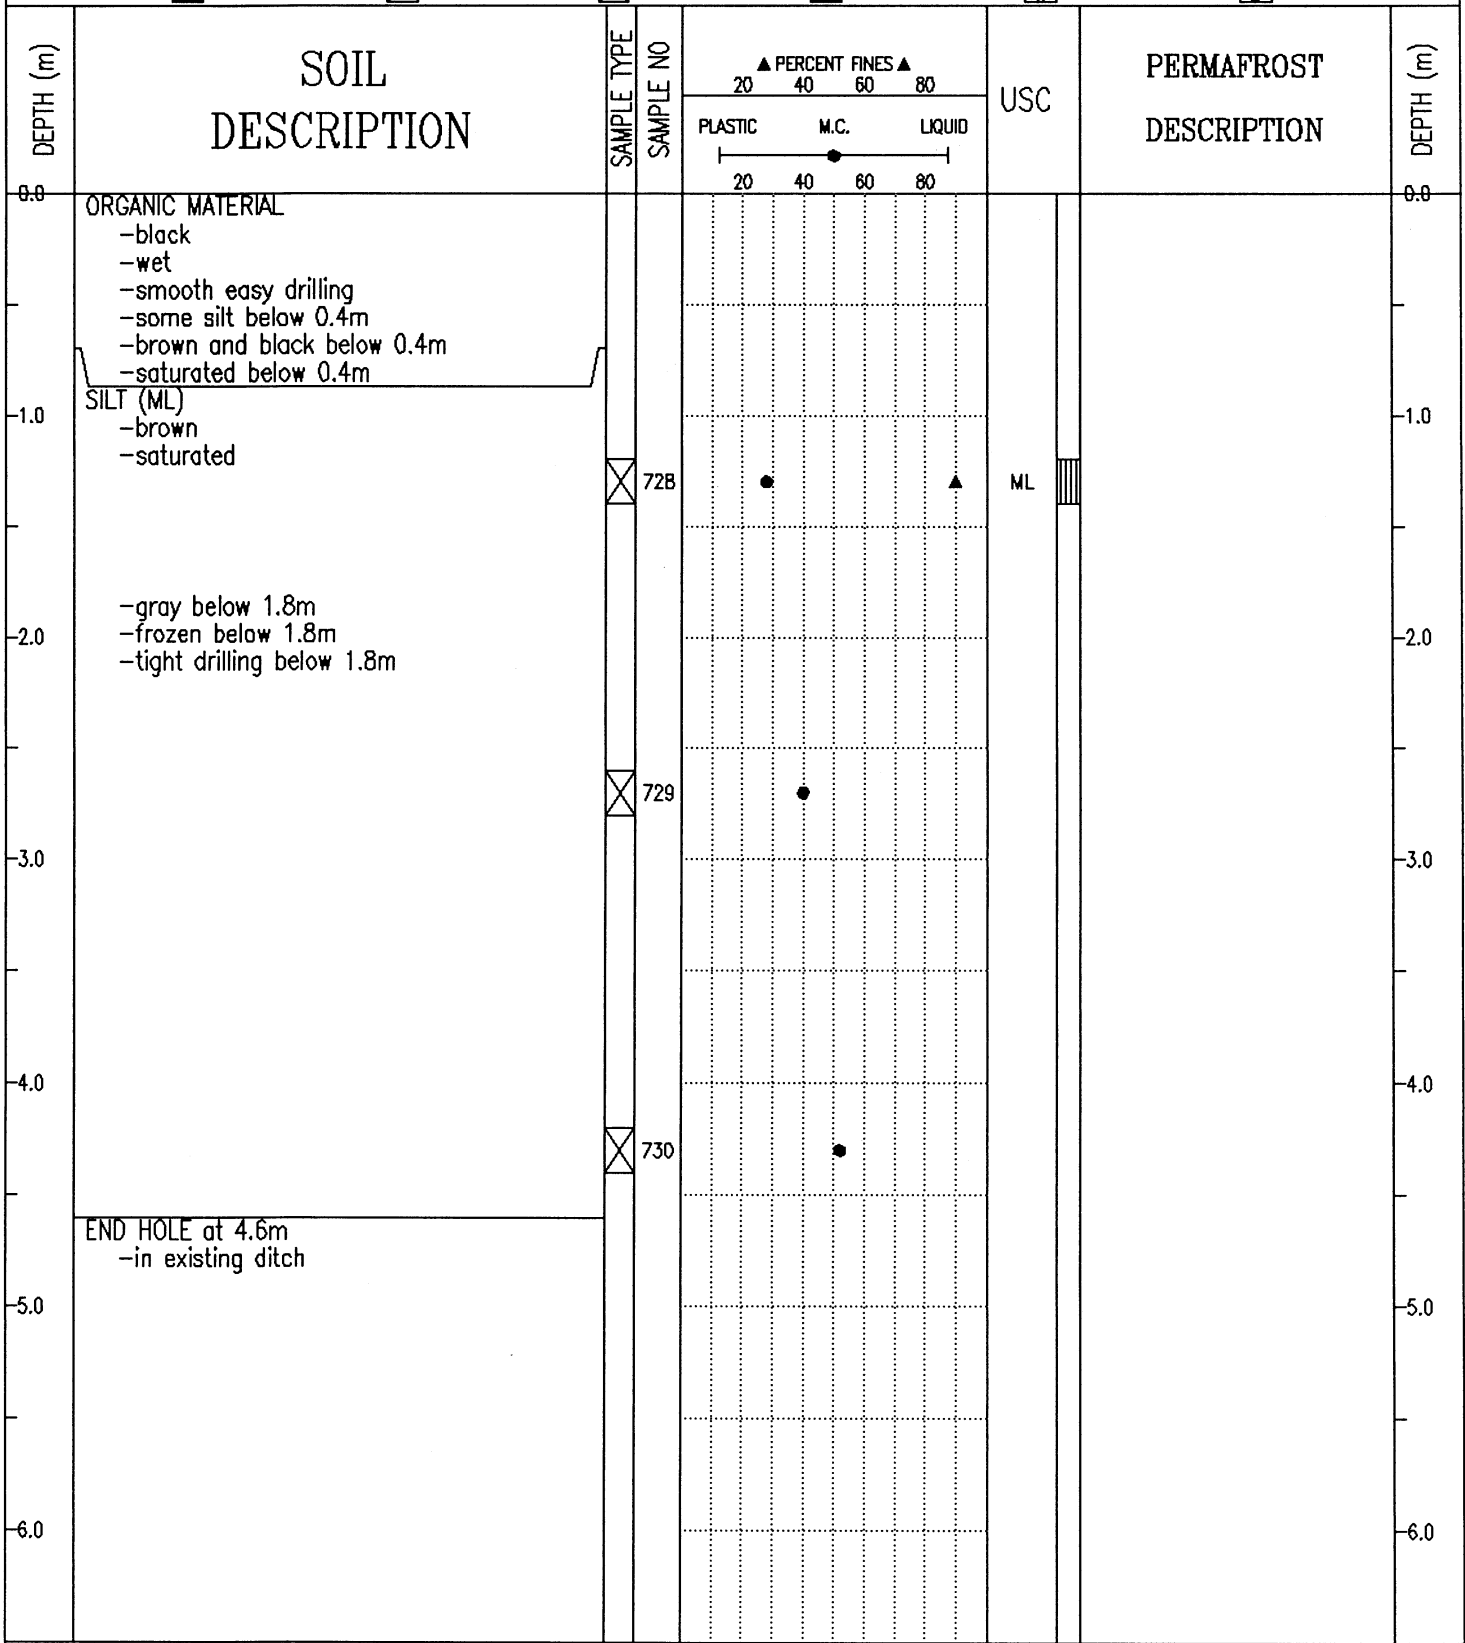 DEPTH (m)
SOIL
DESCRIPTION
SAMPLE TYPE
SAMPLE NO
▲ PERCENT FINES ▲
20 40 60 80
PLASTIC M.C. LIQUID
20 40 60 80
USC
PERMAFROST
DESCRIPTION
DEPTH (m)
0.0 0.0
ORGANIC MATERIAL
-black
-wet
-smooth easy drilling
-some silt below 0.4m
-brown and black below 0.4m
-saturated below 0.4m
SILT (ML)
1.0 1.0
-brown
-saturated
728 ML
-gray below 1.8m
-frozen below 1.8m
2.0 2.0
-tight drilling below 1.8m
729
3.0 3.0
4.0 4.0
730
END HOLE at 4.6m
-in existing ditch
5.0 5.0
6.0 6.0